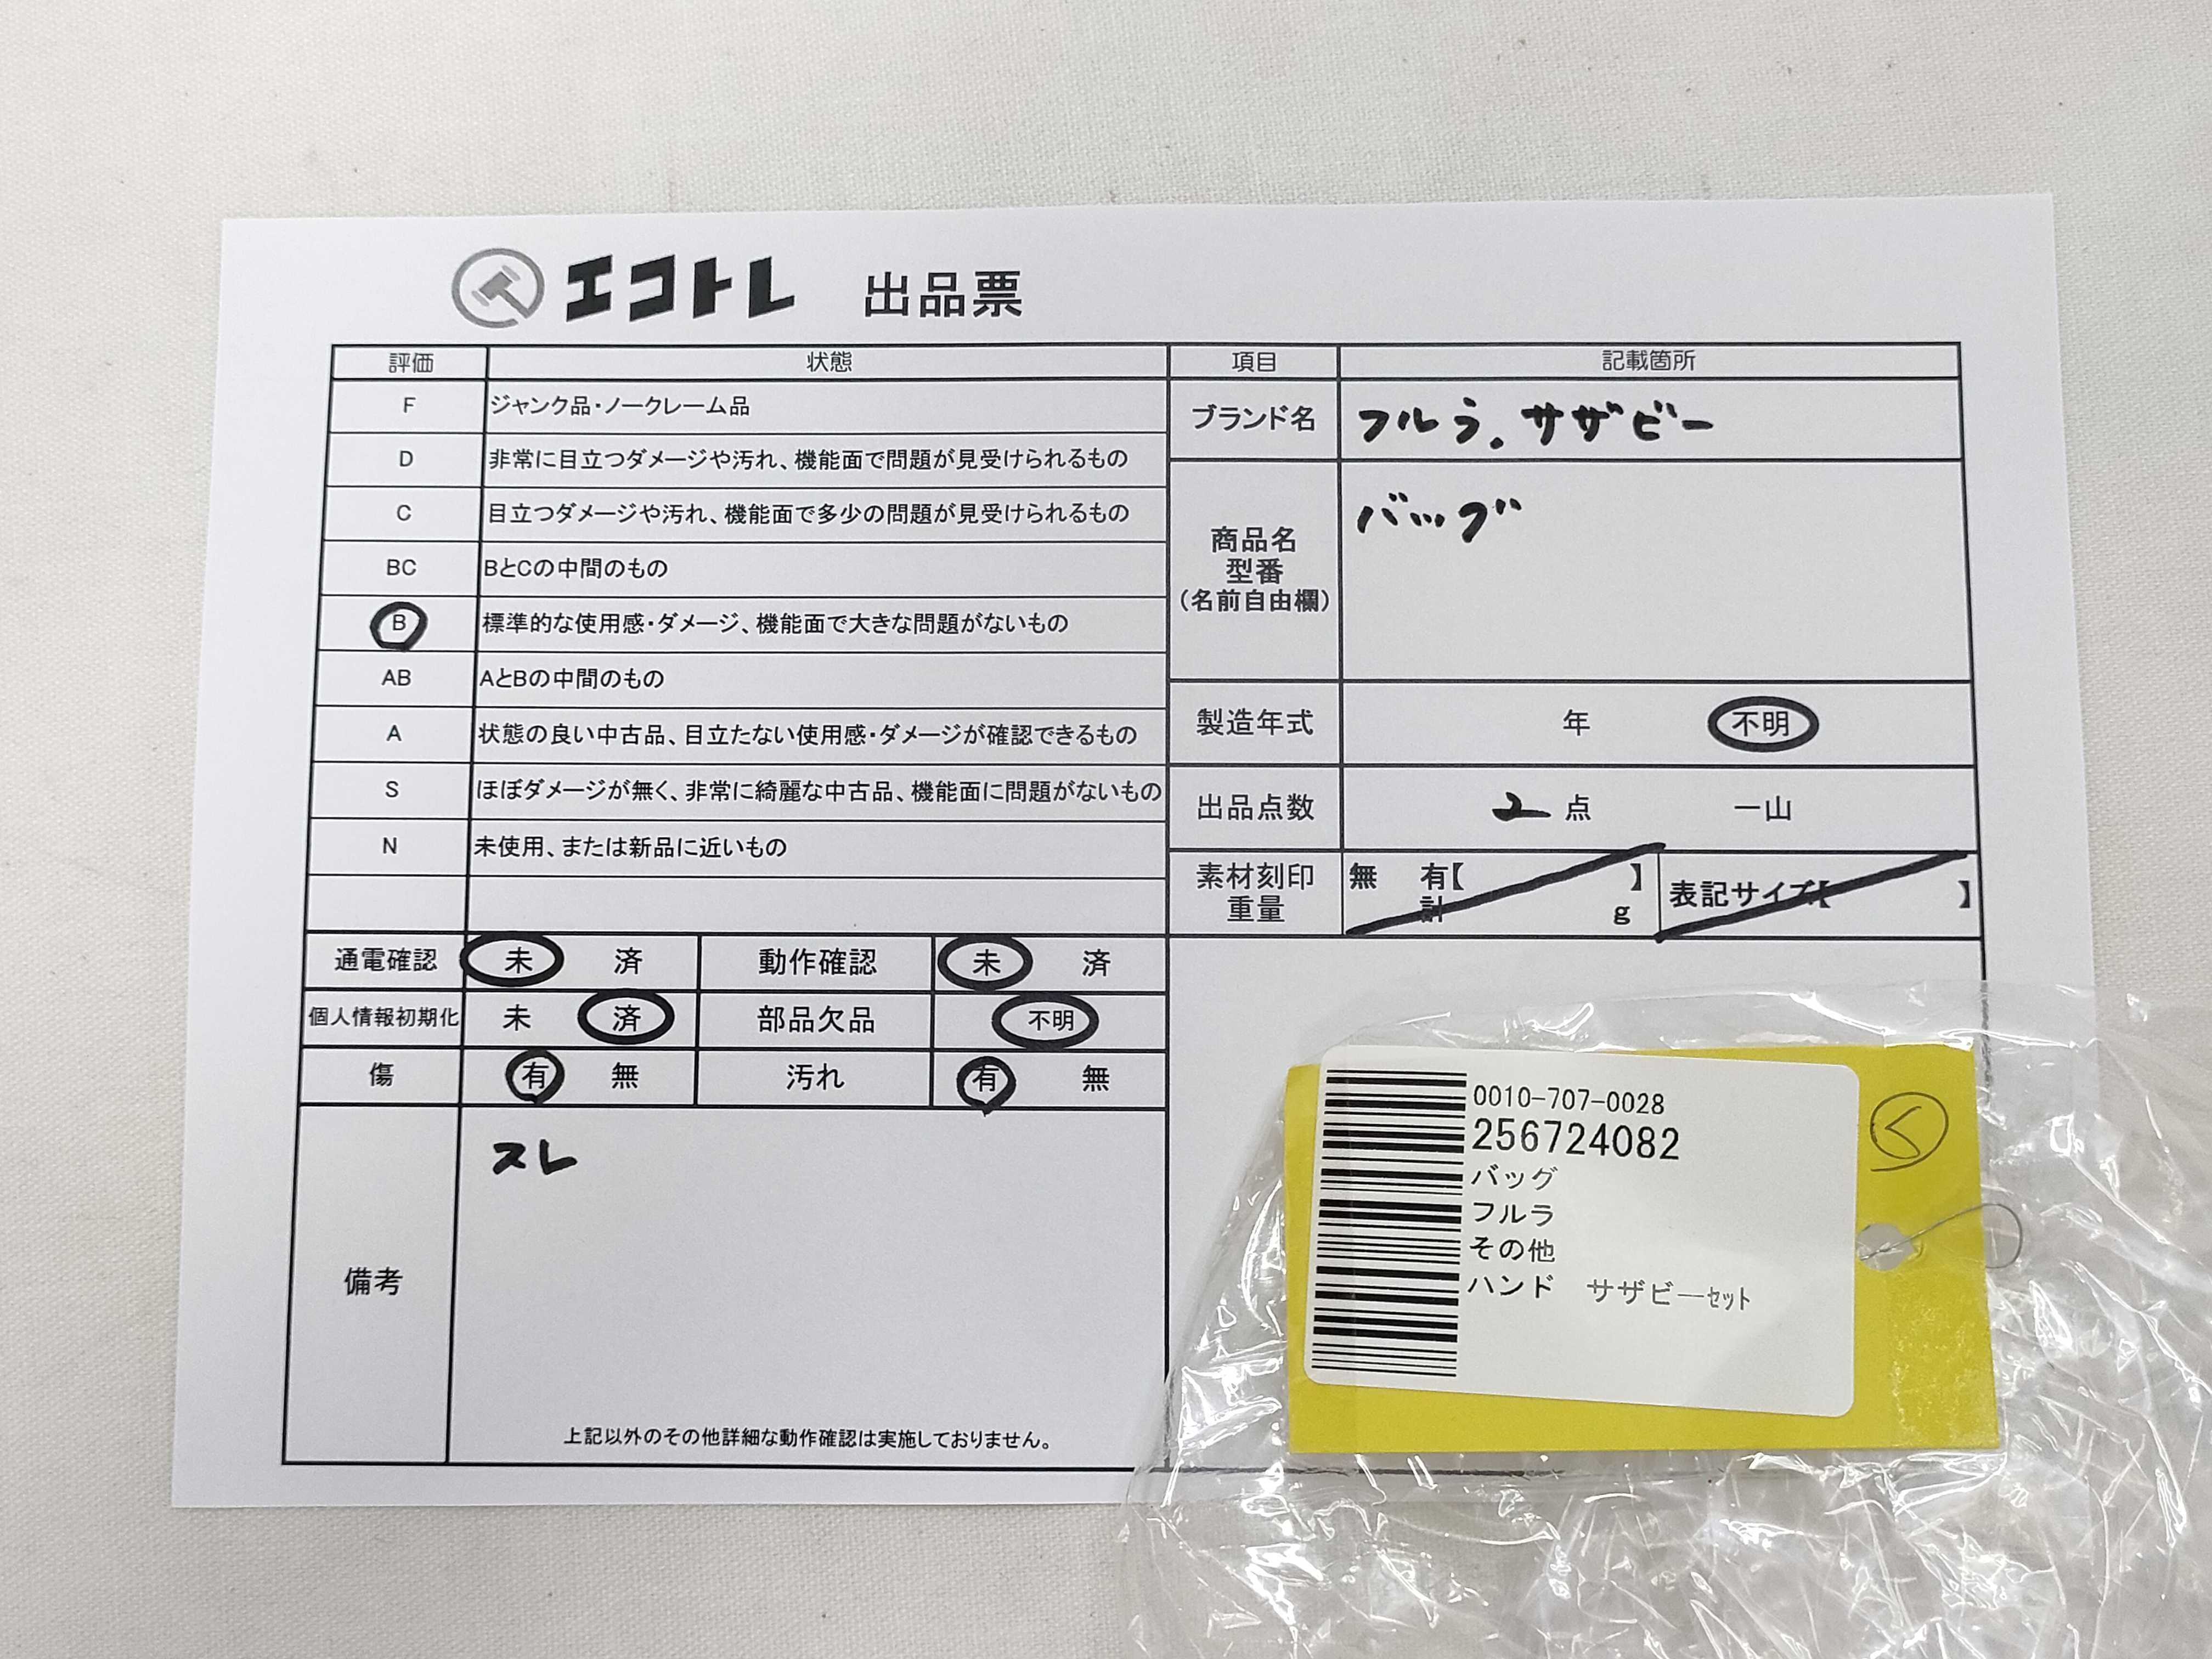 エコトレ 出品票
評価 状態
F ジャンク品・ノークレーム品
D 非常に目立つダメージや汚れ、機能面で問題が見受けられるもの
C 目立つダメージや汚れ、機能面で多少の問題が見受けられるもの
BC BとCの中間のもの
B 標準的な使用感・ダメージ、機能面で大きな問題がないもの
AB AとBの中間のもの
A 状態の良い中古品、目立たない使用感・ダメージが確認できるもの
S ほぼダメージが無く、非常に綺麗な中古品、機能面に問題がないもの
N 未使用、または新品に近いもの
通電確認 未 済 動作確認 未 済
個人情報初期化 未 済 部品欠品 不明
傷 有 無 汚れ 有 無
備考 スレ
上記以外のその他詳細な動作確認は実施しておりません。
項目 記載箇所
ブランド名 フルラ.サザビー
商品名
型番
(名前自由欄)
バッグ
製造年式 年 不明
出品点数 2点 一山
素材刻印 無 有【 】
重量 計 g
表記サイズ【 】
0010-707-0028
256724082
バッグ
フルラ
その他
ハンド サザビーセット